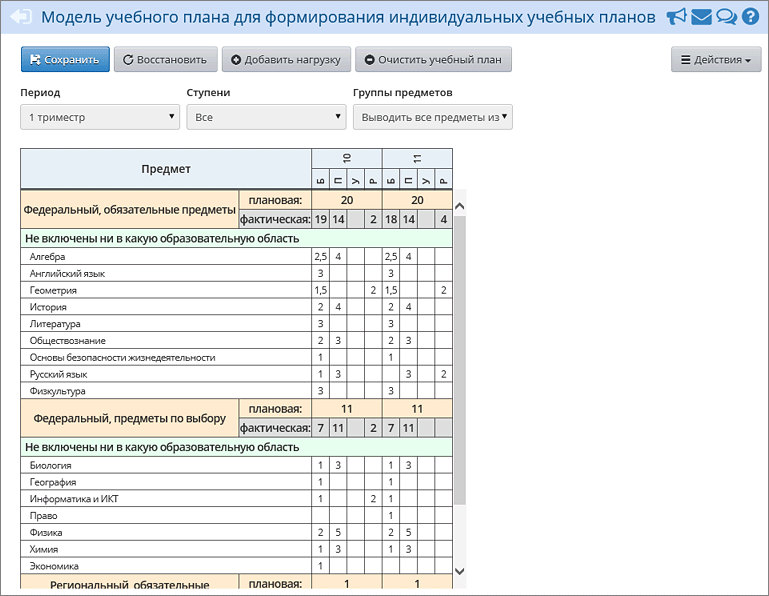 Модель учебного плана для формирования индивидуальных учебных планов
Сохранить Восстановить Добавить нагрузку Очистить учебный план Действия
Период Ступени Группы предметов
1 триместр Все Выводить все предметы из
Предмет 10 11
Б П У Р Б П У Р
Федеральный, обязательные предметы плановая: 20 20
фактическая: 19 14 2 18 14 4
Не включены ни в какую образовательную область
Алгебра 2,5 4 2,5 4
Английский язык 3 3
Геометрия 1,5 2 1,5 2
История 2 4 2 4
Литература 3 3
Обществознание 2 3 2 3
Основы безопасности жизнедеятельности 1 1
Русский язык 1 3 3 2
Физкультура 3 3
Федеральный, предметы по выбору плановая: 11 11
фактическая: 7 11 2 7 11
Не включены ни в какую образовательную область
Биология 1 3 1 3
География 1 1
Информатика и ИКТ 1 2 1
Право 1
Физика 2 5 2 5
Химия 1 3 1 3
Экономика 1
Региональный, обязательные плановая: 1 1